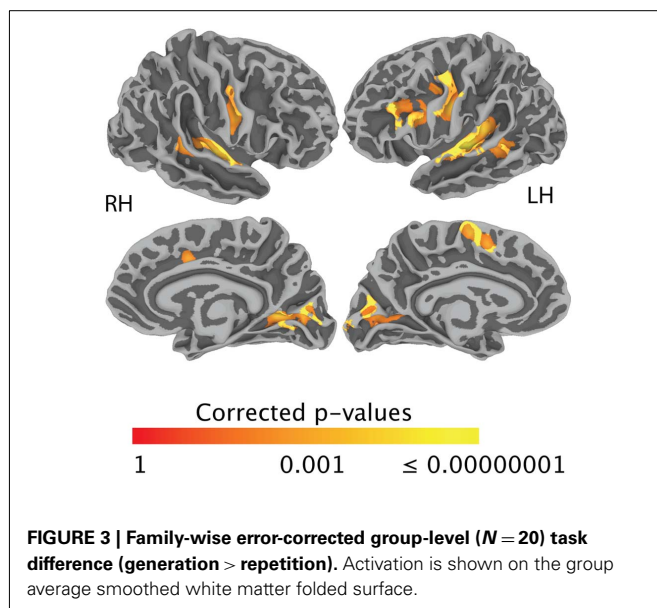 RH
LH
Corrected p-values
1 0.001 ≤ 0.00000001
FIGURE 3 | Family-wise error-corrected group-level (N = 20) task
difference (generation > repetition). Activation is shown on the group
average smoothed white matter folded surface.